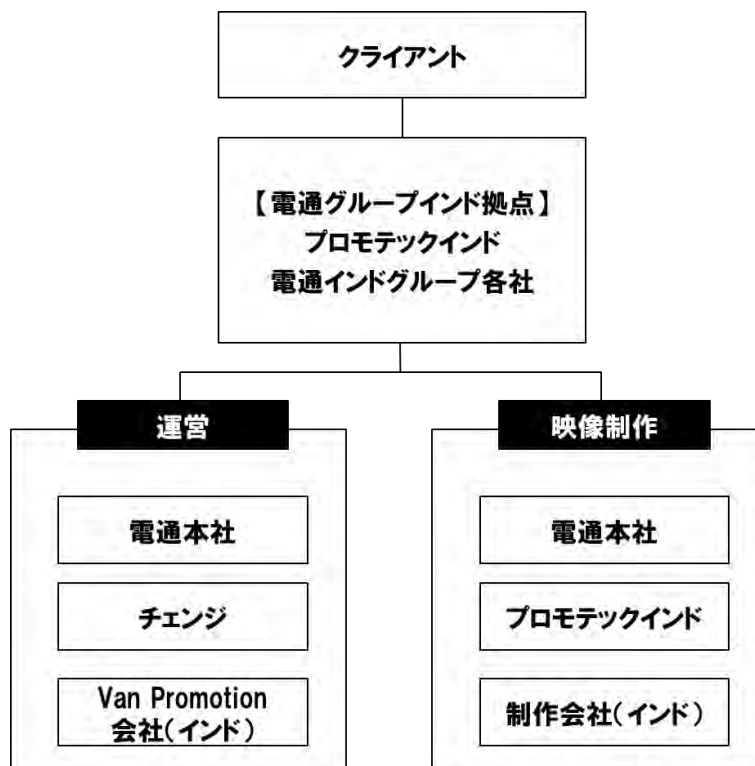 クライアント
【電通グループインド拠点】
プロモテックインド
電通インドグループ各社
運営
電通本社
チェンジ
Van Promotion
会社(インド)
映像制作
電通本社
プロモテックインド
制作会社(インド)